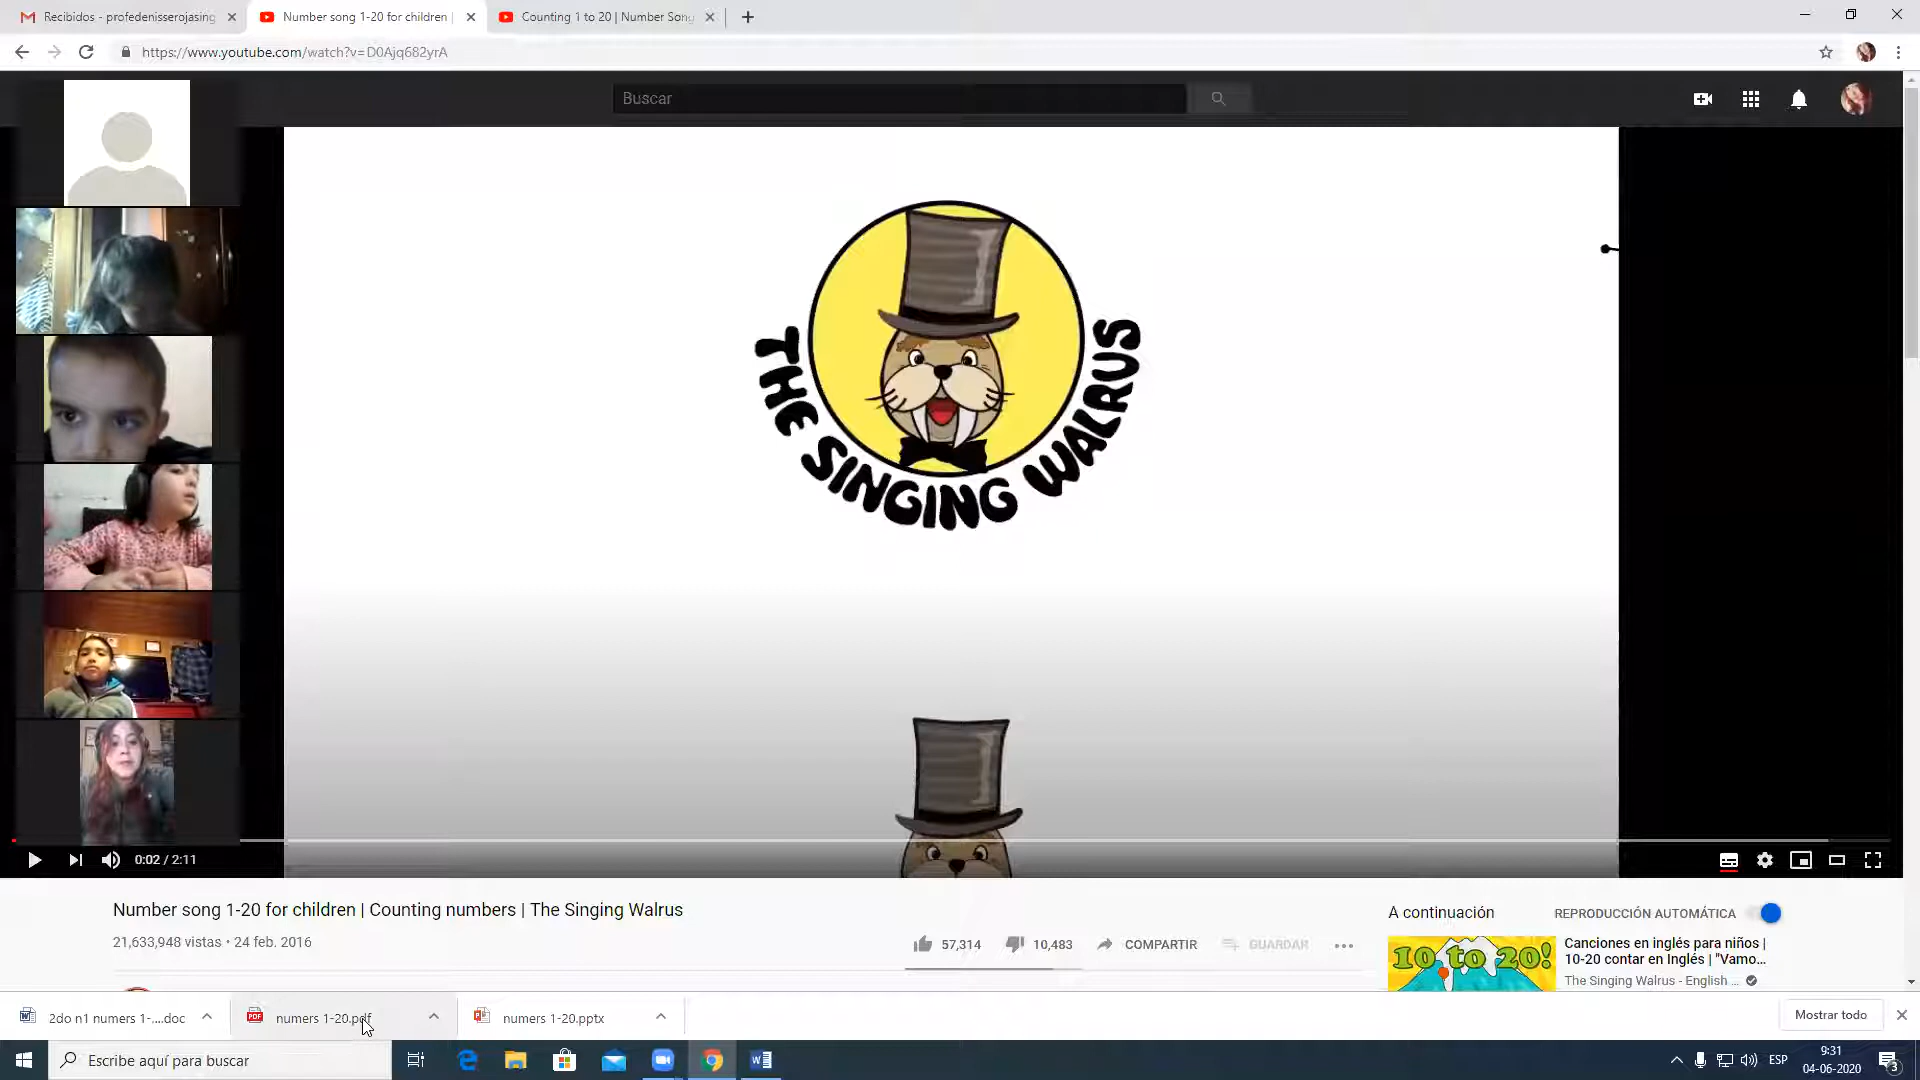 Recibidos - profedenisserojasing
Number song 1-20 for children |
Counting 1 to 20 | Number Song
https://www.youtube.com/watch?v=D0Ajq682yrA
Buscar
THE SINGING WALRUS
0:02 / 2:11
Number song 1-20 for children | Counting numbers | The Singing Walrus
21,633,948 vistas • 24 feb. 2016
57,314
10,483
COMPARTIR
GUARDAR
A continuación
REPRODUCCIÓN AUTOMÁTICA
10 to 20!
Canciones en inglés para niños |
10-20 contar en Inglés | "Vamo...
The Singing Walrus - English ...
2do n1 numers 1-....doc
PDF
numers 1-20.pdf
numers 1-20.pptx
Mostrar todo
Escribe aquí para buscar
ESP
9:31
04-06-2020
3